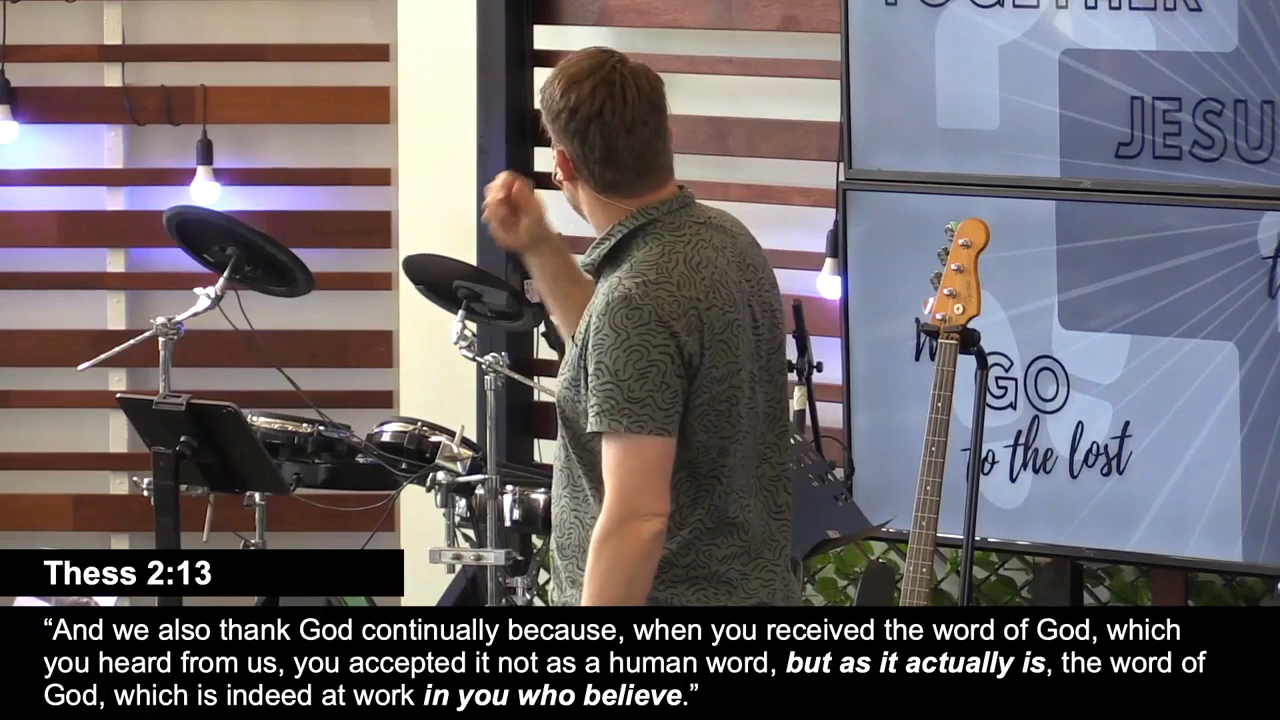 TOGETHER
JESU
GO
to the lost
Thess 2:13
“And we also thank God continually because, when you received the word of God, which
you heard from us, you accepted it not as a human word, but as it actually is, the word of
God, which is indeed at work in you who believe.”